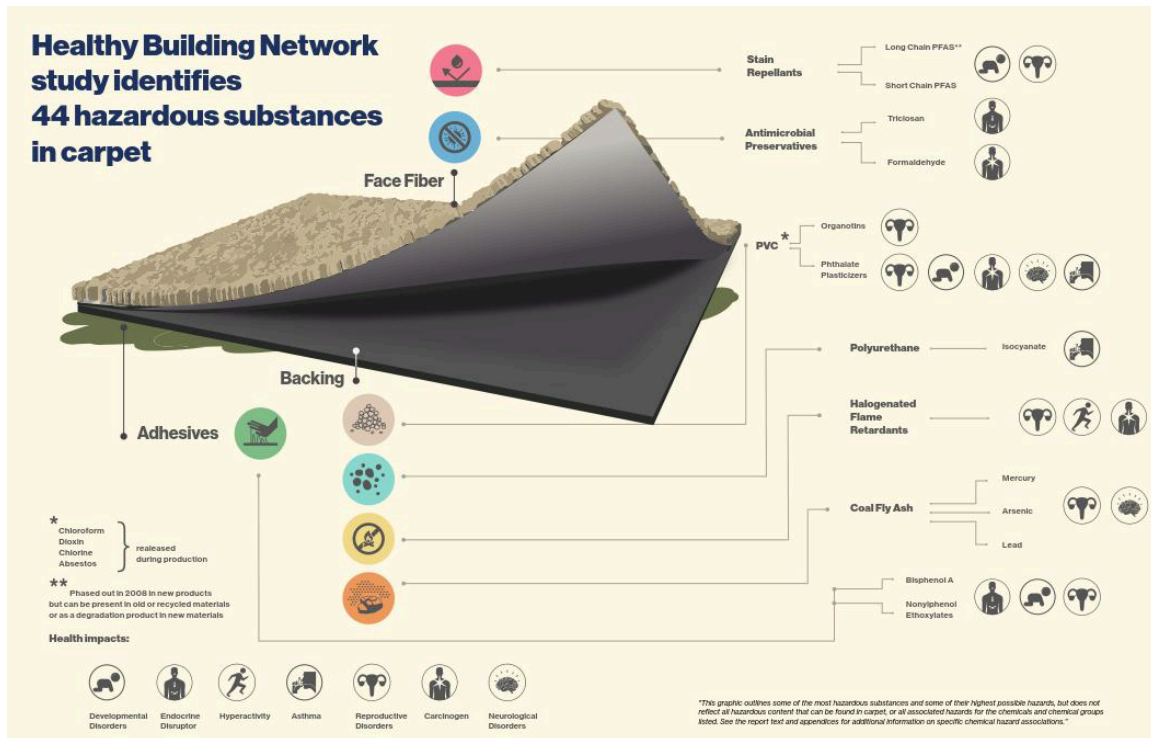 Healthy Building Network
study identifies
44 hazardous substances
in carpet
Face Fiber
Backing
Adhesives
Stain
Repellants
Long Chain PFAS**
Short Chain PFAS
Antimicrobial
Preservatives
Triclosan
Formaldehyde
PVC *
Organotins
Phthalate
Plasticizers
Polyurethane
Isocyanate
Halogenated
Flame
Retardants
Coal Fly Ash
Mercury
Arsenic
Lead
Bisphenol A
Nonylphenol
Ethoxylates
*
Chloroform
Dioxin
Chlorine
Absestos
realeased
during production
**
Phased out in 2008 in new products
but can be present in old or recycled materials
or as a degradation product in new materials
Health impacts:
Developmental
Disorders
Endocrine
Disruptor
Hyperactivity
Asthma
Reproductive
Disorders
Carcinogen
Neurological
Disorders
"This graphic outlines some of the most hazardous substances and some of their highest possible hazards, but does not
reflect all hazardous content that can be found in carpet, or all associated hazards for the chemicals and chemical groups
listed. See the report text and appendices for additional information on specific chemical hazard associations."